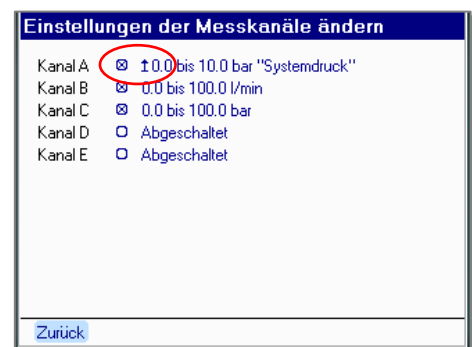 Einstellungen der Messkanäle ändern
Kanal A ☒ ↥0.0 bis 10.0 bar "Systemdruck"
Kanal B ☒ 0.0 bis 100.0 l/min
Kanal C ☒ 0.0 bis 100.0 bar
Kanal D ☐ Abgeschaltet
Kanal E ☐ Abgeschaltet
Zurück